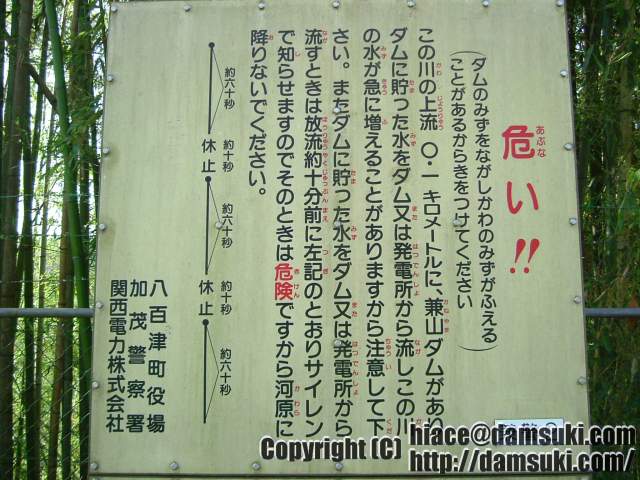 危い!!
(ダムのみずをながしかわのみずがふえる
ことがあるからきをつけてください)
この川の上流 〇・一 キロメートルに、兼山ダムがあり
ダムに貯った水をダム又は発電所から流しこの川
の水が急に増えることがありますから注意して下
さい。またダムに貯った水をダム又は発電所から
流すときは放流約十分前に左記のとおりサイレン
で知らせますのでそのときは危険ですから河原に
降りないでください。
約六十秒 休止 約十秒 約六十秒 休止 約十秒 約六十秒
八百津町役場
加茂警察署
関西電力株式会社
Copyright (C) hiace@damsuki.com
http://damsuki.com/